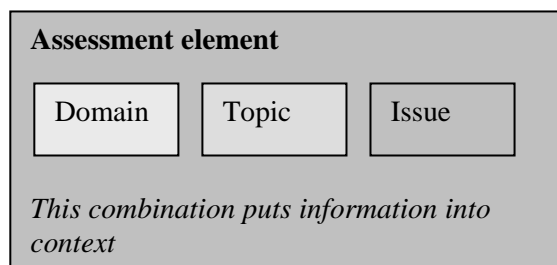 Assessment element
Domain
Topic
Issue
This combination puts information into
context